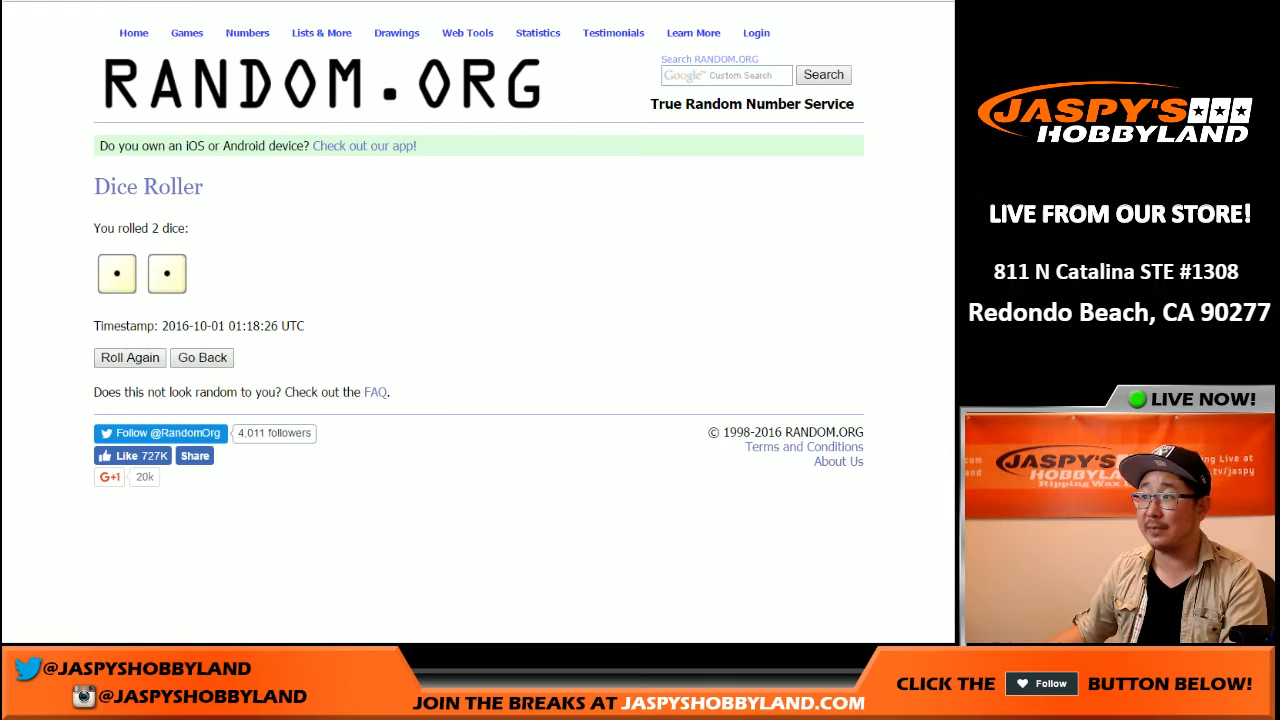 Home Games Numbers Lists & More Drawings Web Tools Statistics Testimonials Learn More Login
RANDOM.ORG
Search RANDOM.ORG
Google™ Custom Search
Search
True Random Number Service
Do you own an iOS or Android device? Check out our app!
Dice Roller
You rolled 2 dice:
Timestamp: 2016-10-01 01:18:26 UTC
Roll Again Go Back
Does this not look random to you? Check out the FAQ.
Follow @RandomOrg 4,011 followers
Like 727K Share
G+1 20k
© 1998-2016 RANDOM.ORG
Terms and Conditions
About Us
JASPY'S
HOBBYLAND
LIVE FROM OUR STORE!
811 N Catalina STE #1308
Redondo Beach, CA 90277
LIVE NOW!
JASPY'S
Ripping Wax
ing Live at
.tv/jaspy
@JASPYSHOBBYLAND
@JASPYSHOBBYLAND
JOIN THE BREAKS AT JASPYSHOBBYLAND.COM
CLICK THE Follow BUTTON BELOW!